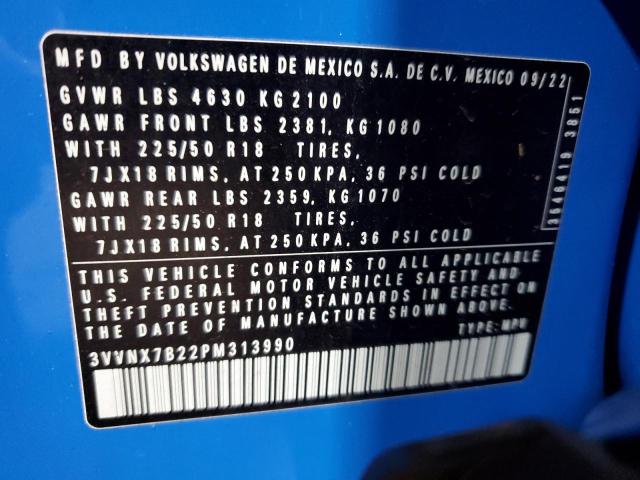 MFD BY VOLKSWAGEN DE MEXICO S.A. DE C.V. MEXICO 09/22
GVWR LBS 4630 KG 2100
GAWR FRONT LBS 2381, KG 1080
WITH 225/50 R18 TIRES,
7JX18 RIMS, AT 250 KPA, 36 PSI COLD
GAWR REAR LBS 2359, KG 1070
WITH 225/50 R18 TIRES,
7JX18 RIMS, AT 250 KPA, 36 PSI COLD
THIS VEHICLE CONFORMS TO ALL APPLICABLE
U.S. FEDERAL MOTOR VEHICLE SAFETY AND
THEFT PREVENTION STANDARDS IN EFFECT ON
THE DATE OF MANUFACTURE SHOWN ABOVE.
3VVNX7B22PM313990 TYPE: MPV
3646419 3851